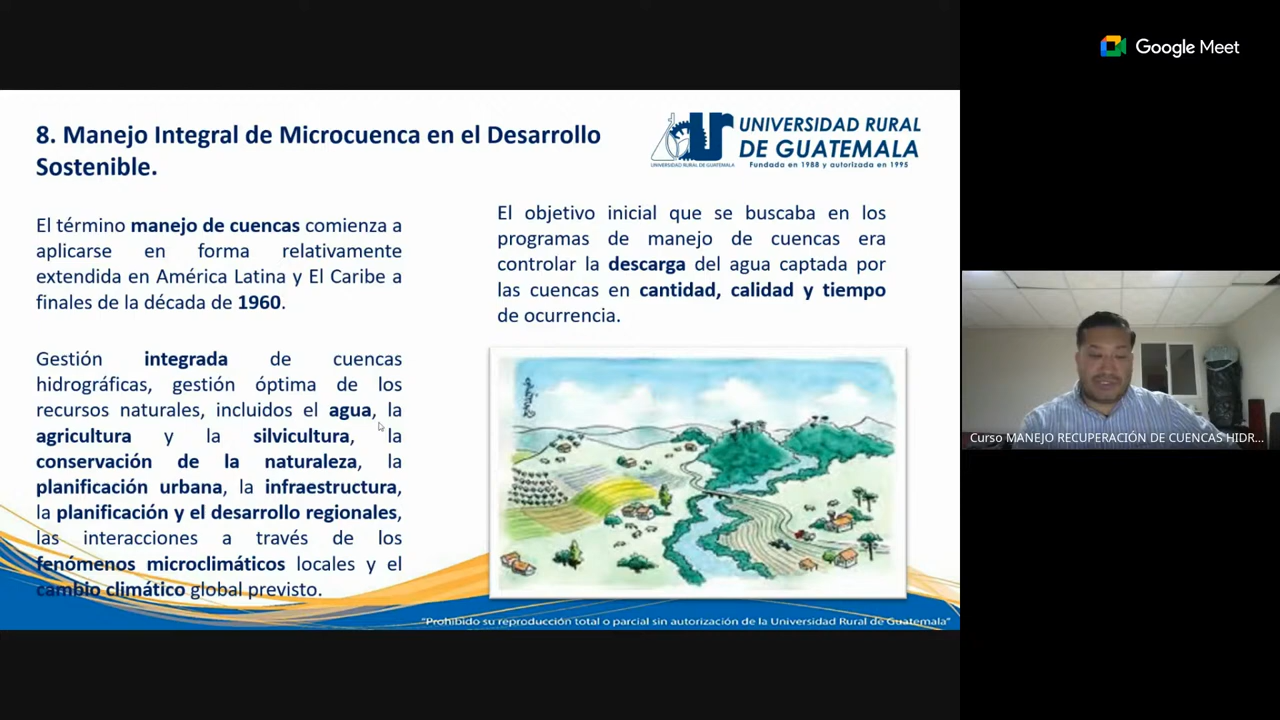 Google Meet
8. Manejo Integral de Microcuenca en el Desarrollo
Sostenible.
UNIVERSIDAD RURAL
DE GUATEMALA
Fundada en 1988 y autorizada en 1995
UNIVERSIDAD RURAL DE GUATEMALA
El término manejo de cuencas comienza a
aplicarse en forma relativamente
extendida en América Latina y El Caribe a
finales de la década de 1960.
Gestión integrada de cuencas
hidrográficas, gestión óptima de los
recursos naturales, incluidos el agua, la
agricultura y la silvicultura, la
conservación de la naturaleza, la
planificación urbana, la infraestructura,
la planificación y el desarrollo regionales,
las interacciones a través de los
fenómenos microclimáticos locales y el
cambio climático global previsto.
El objetivo inicial que se buscaba en los
programas de manejo de cuencas era
controlar la descarga del agua captada por
las cuencas en cantidad, calidad y tiempo
de ocurrencia.
"Prohibido su reproducción total o parcial sin autorización de la Universidad Rural de Guatemala"
Curso MANEJO RECUPERACIÓN DE CUENCAS HIDR...